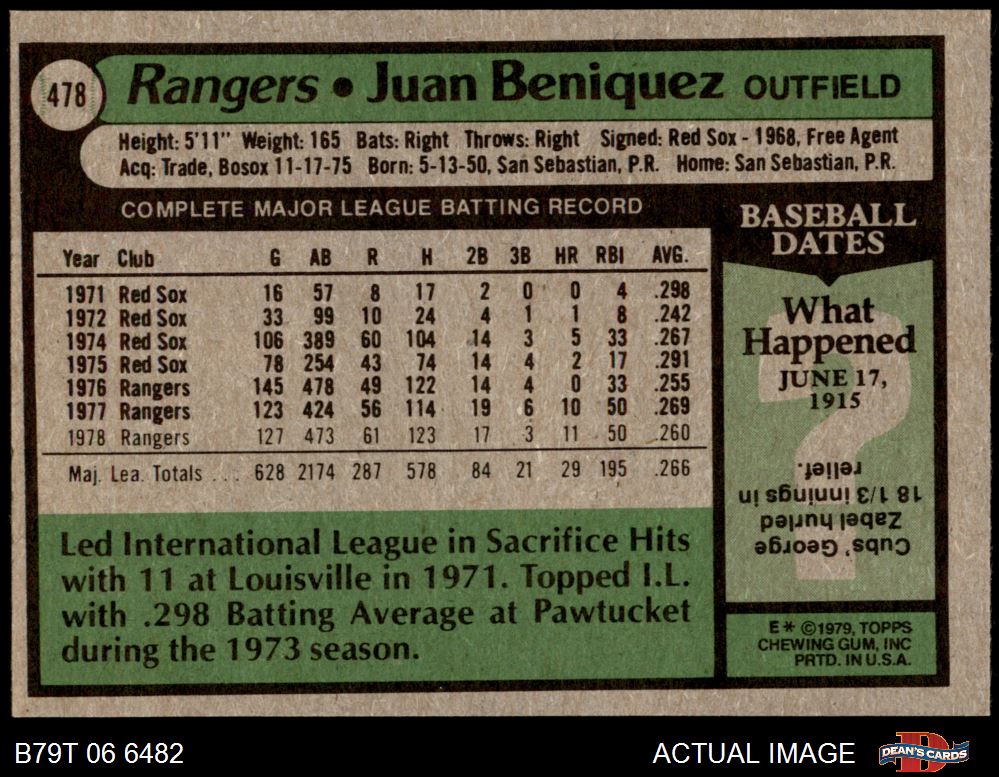 478
Rangers • Juan Beniquez OUTFIELD
Height: 5'11" Weight: 165 Bats: Right Throws: Right Signed: Red Sox - 1968, Free Agent
Acq: Trade, Bosox 11-17-75 Born: 5-13-50, San Sebastian, P.R. Home: San Sebastian, P.R.
COMPLETE MAJOR LEAGUE BATTING RECORD
Year Club G AB R H 2B 3B HR RBI AVG.
1971 Red Sox 16 57 8 17 2 0 0 4 .298
1972 Red Sox 33 99 10 24 4 1 1 8 .242
1974 Red Sox 106 389 60 104 14 3 5 33 .267
1975 Red Sox 78 254 43 74 14 4 2 17 .291
1976 Rangers 145 478 49 122 14 4 0 33 .255
1977 Rangers 123 424 56 114 19 6 10 50 .269
1978 Rangers 127 473 61 123 17 3 11 50 .260
Maj. Lea. Totals ... 628 2174 287 578 84 21 29 195 .266
Led International League in Sacrifice Hits
with 11 at Louisville in 1971. Topped I.L.
with .298 Batting Average at Pawtucket
during the 1973 season.
BASEBALL
DATES
What
Happened
JUNE 17,
1915
?
Cubs' George
Zabel hurled
18 1/3 innings in
relief.
E* ©1979, TOPPS
CHEWING GUM, INC
PRTD. IN U.S.A.
B79T 06 6482
ACTUAL IMAGE
D
DEAN'S CARDS